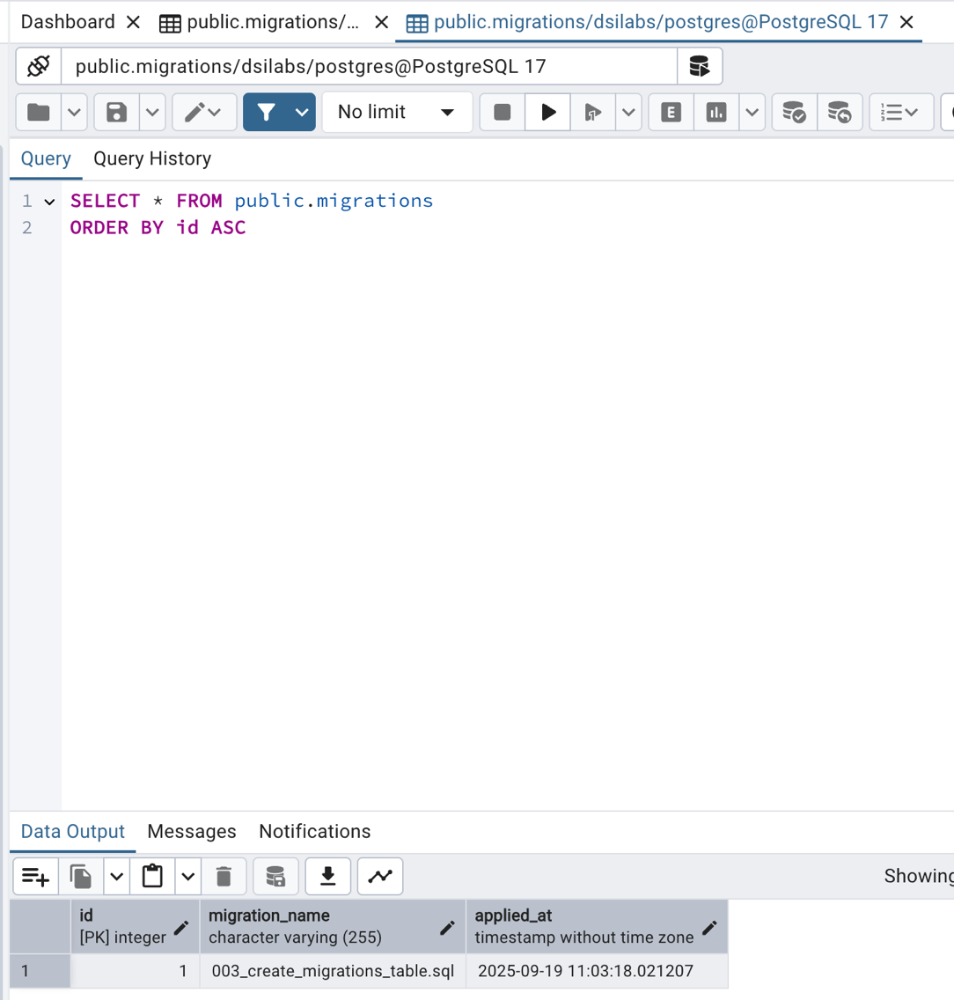 Dashboard
public.migrations/...
public.migrations/dsilabs/postgres@PostgreSQL 17
public.migrations/dsilabs/postgres@PostgreSQL 17
No limit
E
Query
Query History
1 SELECT * FROM public.migrations
2 ORDER BY id ASC
Data Output
Messages
Notifications
Showing
id
[PK] integer
migration_name
character varying (255)
applied_at
timestamp without time zone
1 1 003_create_migrations_table.sql 2025-09-19 11:03:18.021207